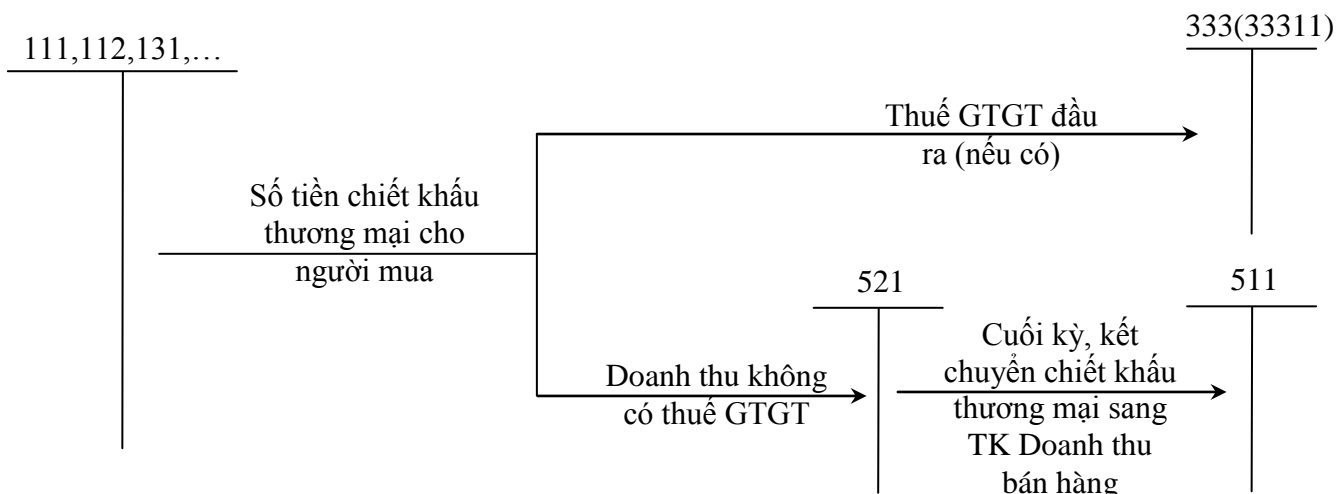 111,112,131,…
333(33311)
Thuế GTGT đầu
ra (nếu có)
Số tiền chiết khấu
thương mại cho
người mua
521
511
Doanh thu không
có thuế GTGT
Cuối kỳ, kết
chuyển chiết khấu
thương mại sang
TK Doanh thu
bán hàng